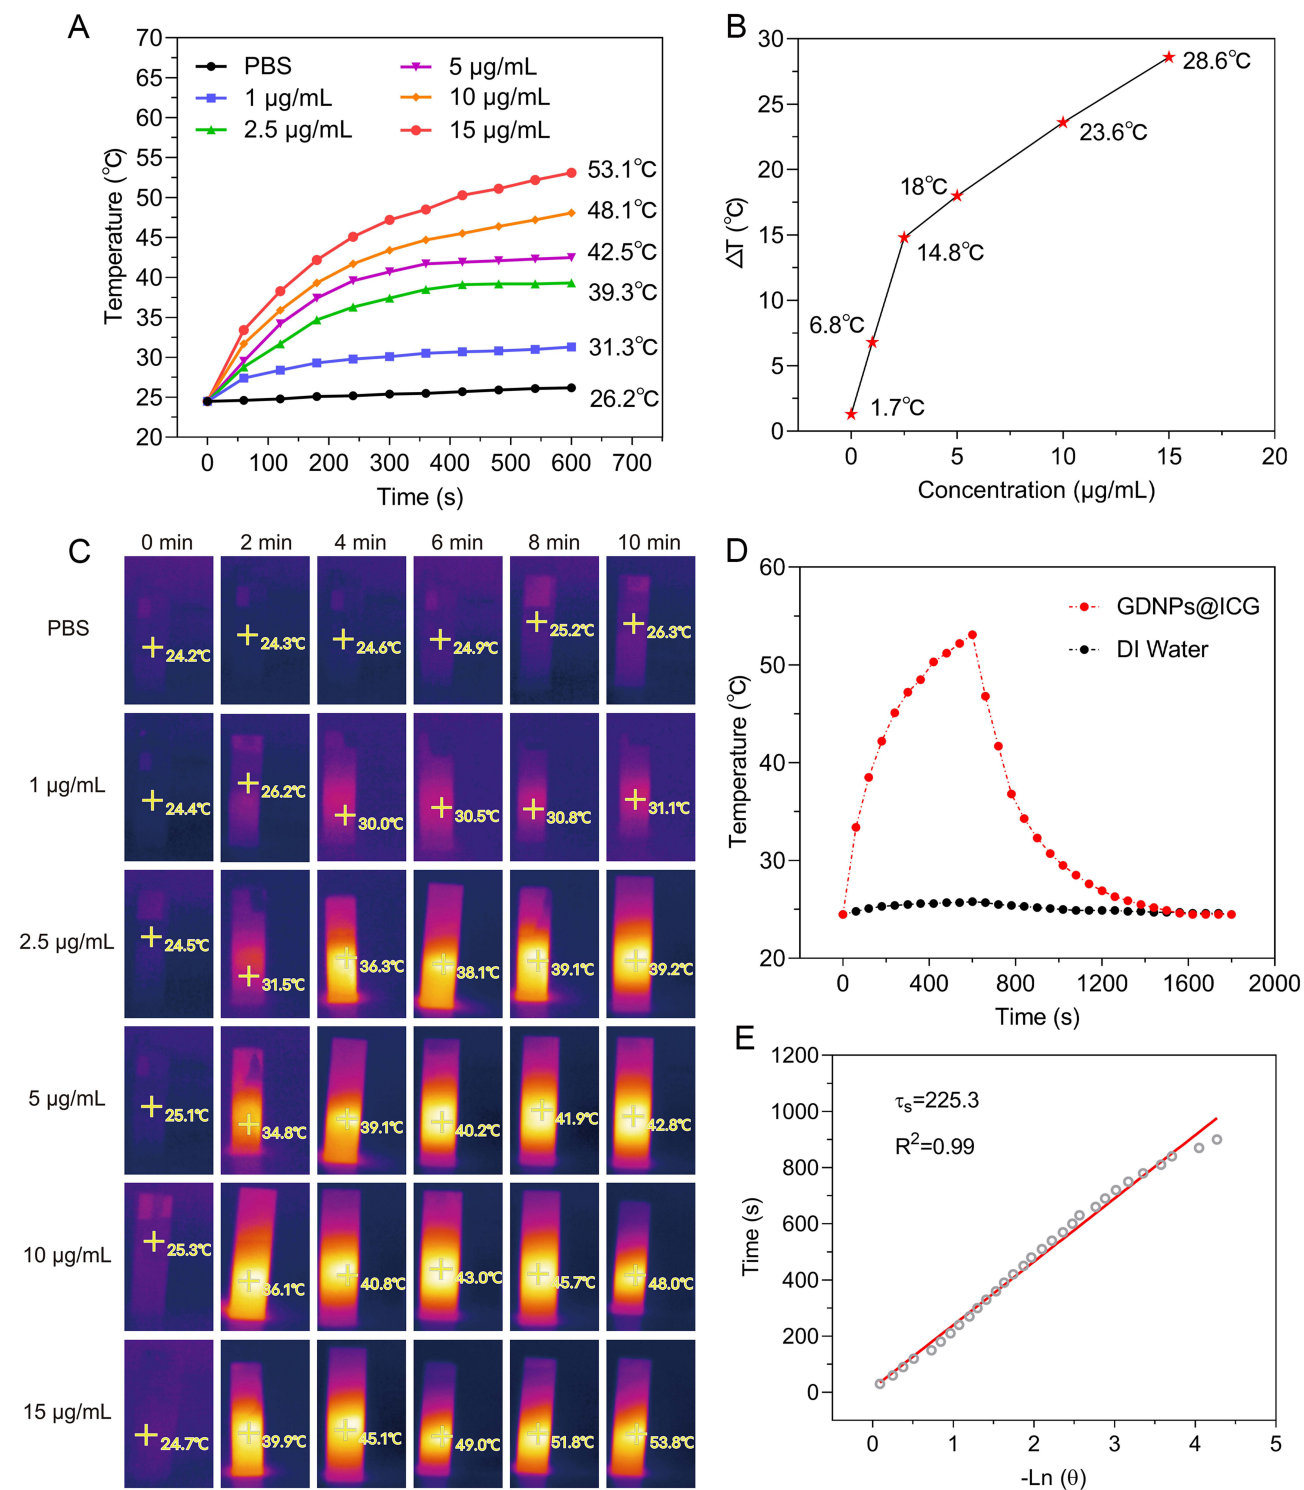 A
70
65
60
55
50
45
40
35
30
25
20
Temperature (℃)
PBS
1 µg/mL
2.5 µg/mL
5 µg/mL
10 µg/mL
15 µg/mL
53.1℃
48.1℃
42.5℃
39.3℃
31.3℃
26.2℃
0 100 200 300 400 500 600 700
Time (s)
B
30
25
20
15
10
5
0
ΔT (℃)
28.6℃
23.6℃
18℃
14.8℃
6.8℃
1.7℃
0 5 10 15 20
Concentration (µg/mL)
C
0 min 2 min 4 min 6 min 8 min 10 min
PBS
24.2℃ 24.3℃ 24.6℃ 24.9℃ 25.2℃ 26.3℃
1 µg/mL
24.4℃ 26.2℃ 30.0℃ 30.5℃ 30.8℃ 31.1℃
2.5 µg/mL
24.5℃ 31.5℃ 36.3℃ 38.1℃ 39.1℃ 39.2℃
5 µg/mL
25.1℃ 34.8℃ 39.1℃ 40.2℃ 41.9℃ 42.8℃
10 µg/mL
25.3℃ 36.1℃ 40.8℃ 43.0℃ 45.7℃ 48.0℃
15 µg/mL
24.7℃ 39.9℃ 45.1℃ 49.0℃ 51.8℃ 53.8℃
D
60
50
40
30
20
Temperature (℃)
GDNPs@ICG
DI Water
0 400 800 1200 1600 2000
Time (s)
E
1200
1000
800
600
400
200
0
Time (s)
τs=225.3
R²=0.99
0 1 2 3 4 5
-Ln (θ)